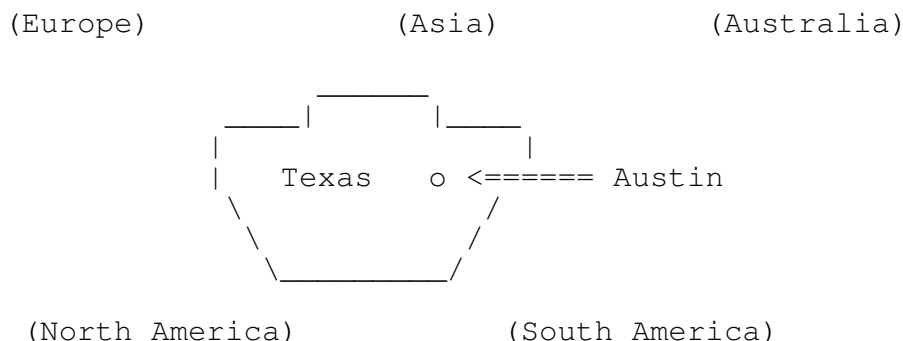 (Europe) (Asia) (Australia)
Texas o <====== Austin
(North America) (South America)